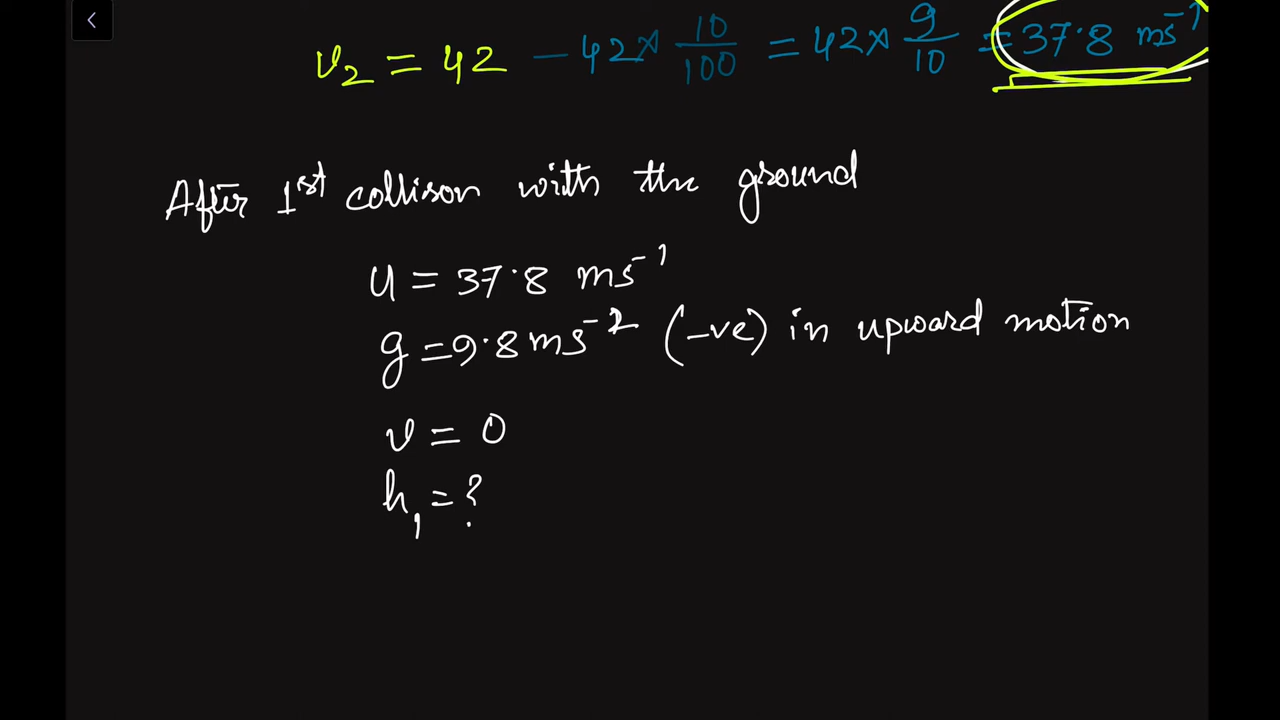 v₂ = 42 − 42 × 10/100 = 42 × 9/10 = 37.8 ms⁻¹
After 1st collison with the ground
u = 37.8 ms⁻¹
g = 9.8 ms⁻² (-ve) in upward motion
v = 0
h₁ = ?